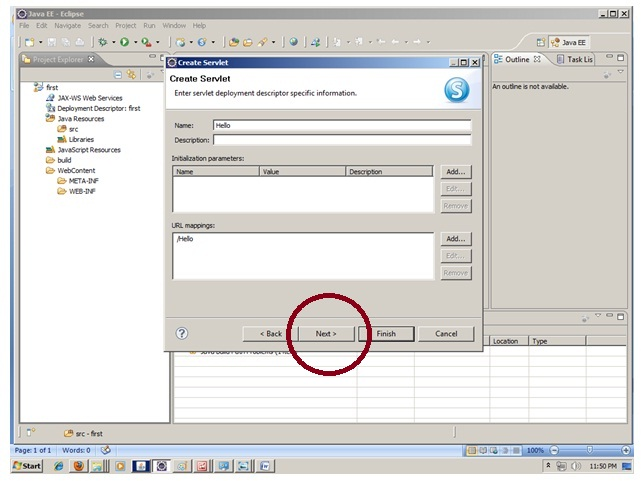 Java EE - Eclipse
File Edit Navigate Search Project Run Window Help
Java EE
Project Explorer
first
JAX-WS Web Services
Deployment Descriptor: first
Java Resources
src
Libraries
JavaScript Resources
build
WebContent
META-INF
WEB-INF
Create Servlet
Create Servlet
Enter servlet deployment descriptor specific information.
S
Name: Hello
Description:
Initialization parameters:
Name Value Description
Add...
Edit...
Remove
URL mappings:
/Hello
Add...
Edit...
Remove
? < Back Next > Finish Cancel
Outline Task Lis
An outline is not available.
Location Type
src - first
Page: 1 of 1 Words: 0 100%
Start 11:50 PM